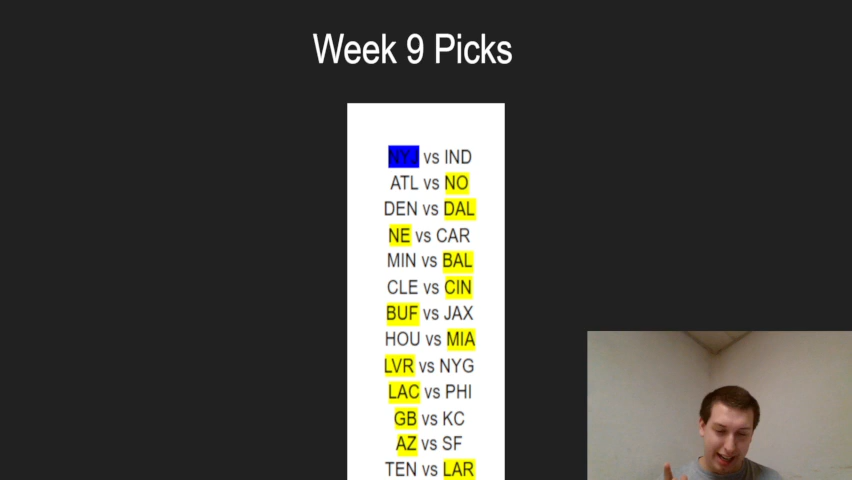 Week 9 Picks
NYJ vs IND
ATL vs NO
DEN vs DAL
NE vs CAR
MIN vs BAL
CLE vs CIN
BUF vs JAX
HOU vs MIA
LVR vs NYG
LAC vs PHI
GB vs KC
AZ vs SF
TEN vs LAR